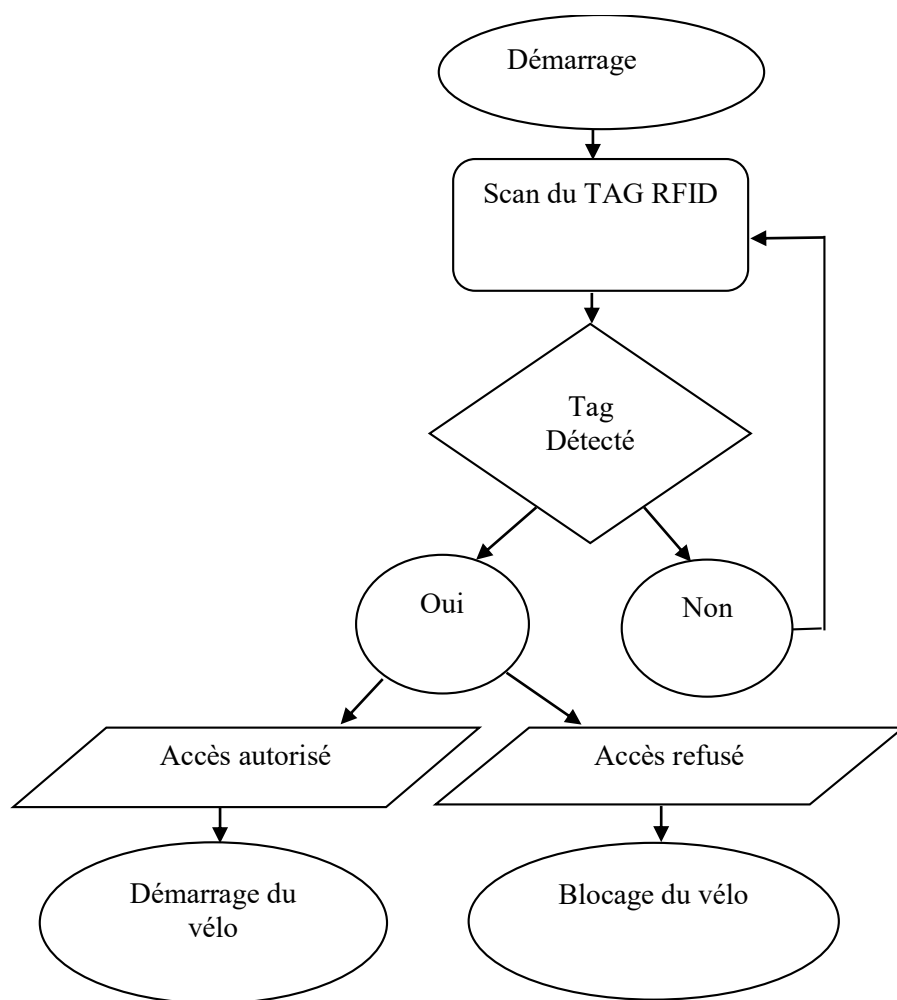 Démarrage
Scan du TAG RFID
Tag
Détecté
Oui
Non
Accès autorisé
Accès refusé
Démarrage du
vélo
Blocage du vélo